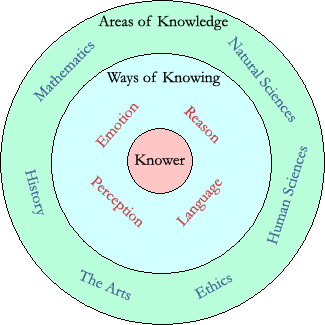 Areas of Knowledge
Mathematics
Natural Sciences
Ways of Knowing
Emotion
Reason
Knower
Human Sciences
History
Perception
Language
The Arts
Ethics